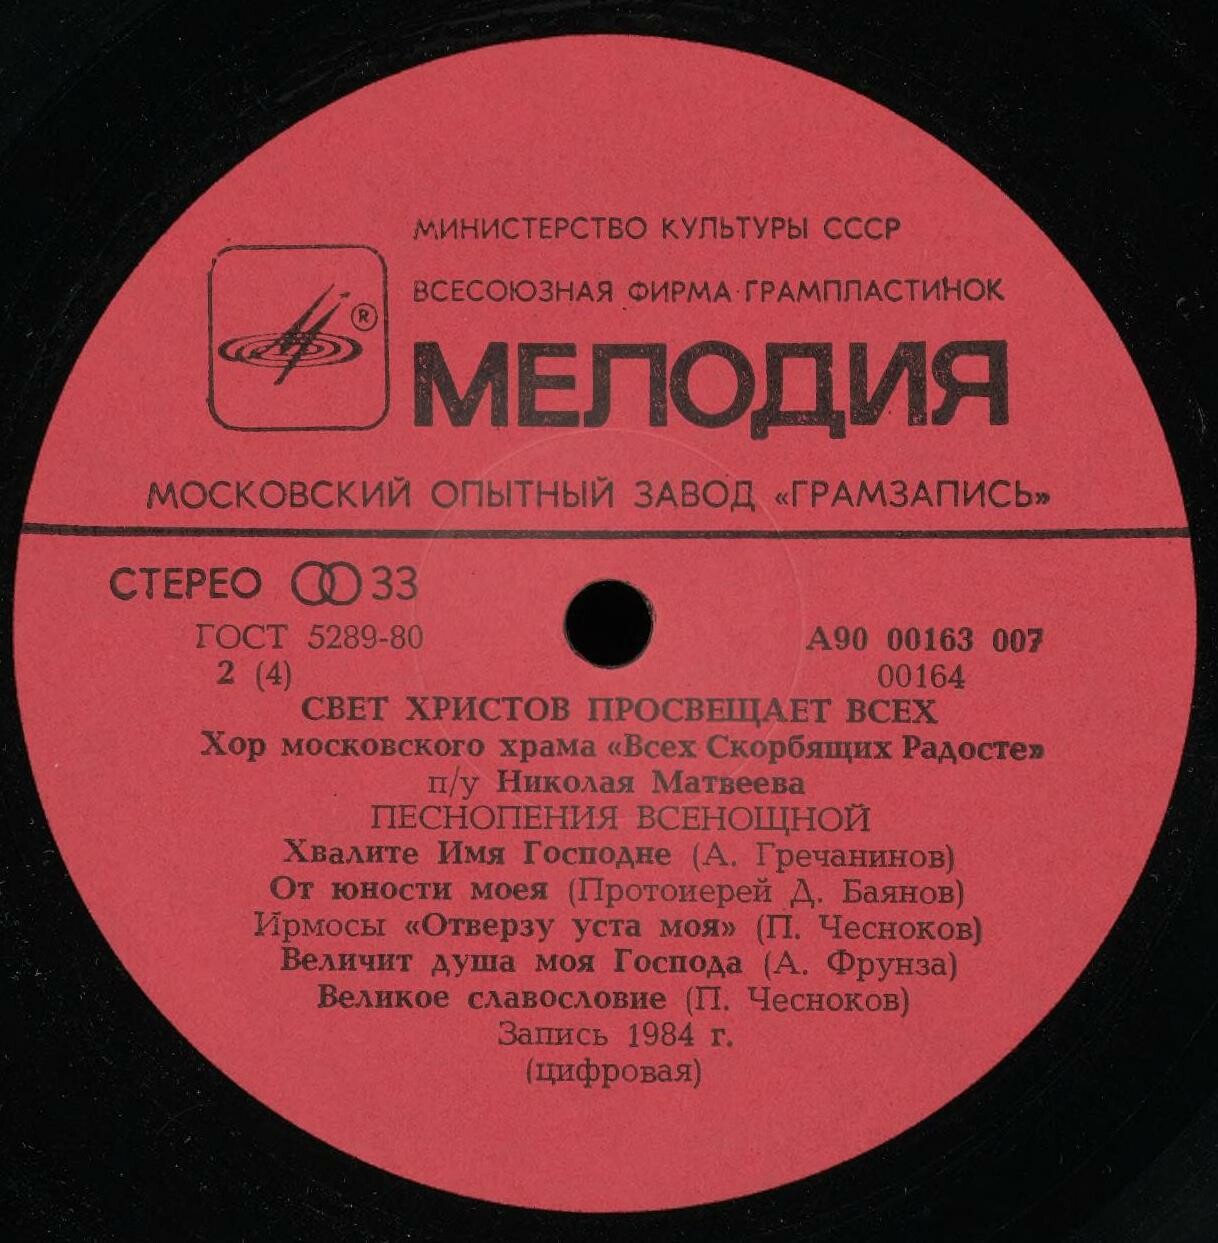 МИНИСТЕРСТВО КУЛЬТУРЫ СССР
ВСЕСОЮЗНАЯ ФИРМА ГРАМПЛАСТИНОК
®
МЕЛОДИЯ
МОСКОВСКИЙ ОПЫТНЫЙ ЗАВОД «ГРАМЗАПИСЬ»
СТЕРЕО 33
ГОСТ 5289-80 А90 00163 007
2 (4) 00164
СВЕТ ХРИСТОВ ПРОСВЕЩАЕТ ВСЕХ
Хор московского храма «Всех Скорбящих Радосте»
п/у Николая Матвеева
ПЕСНОПЕНИЯ ВСЕНОЩНОЙ
Хвалите Имя Господне (А. Гречанинов)
От юности моея (Протоиерей Д. Баянов)
Ирмосы «Отверзу уста моя» (П. Чесноков)
Величит душа моя Господа (А. Фрунза)
Великое славословие (П. Чесноков)
Запись 1984 г.
(цифровая)